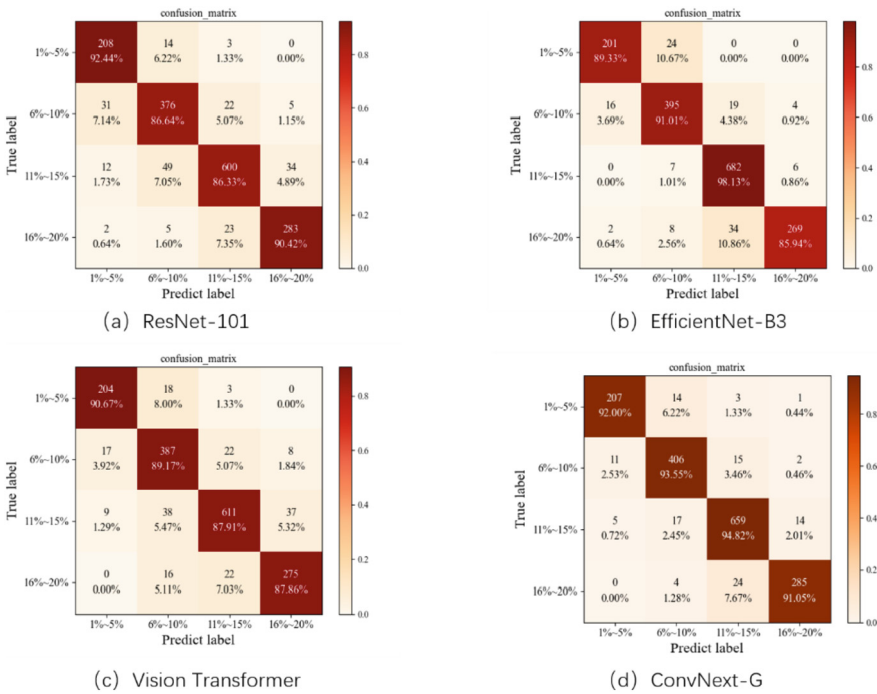 confusion_matrix
1%~5%
208 14 3 0
92.44% 6.22% 1.33% 0.00%
6%~10%
31 376 22 5
7.14% 86.64% 5.07% 1.15%
11%~15%
12 49 600 34
1.73% 7.05% 86.33% 4.89%
16%~20%
2 5 23 283
0.64% 1.60% 7.35% 90.42%
True label
1%~5% 6%~10% 11%~15% 16%~20%
Predict label
0.8
0.6
0.4
0.2
0.0
(a) ResNet-101
confusion_matrix
1%~5%
201 24 0 0
89.33% 10.67% 0.00% 0.00%
6%~10%
16 395 19 4
3.69% 91.01% 4.38% 0.92%
11%~15%
0 7 682 6
0.00% 1.01% 98.13% 0.86%
16%~20%
2 8 34 269
0.64% 2.56% 10.86% 85.94%
True label
1%~5% 6%~10% 11%~15% 16%~20%
Predict label
0.8
0.6
0.4
0.2
0.0
(b) EfficientNet-B3
confusion_matrix
1%~5%
204 18 3 0
90.67% 8.00% 1.33% 0.00%
6%~10%
17 387 22 8
3.92% 89.17% 5.07% 1.84%
11%~15%
9 38 611 37
1.29% 5.47% 87.91% 5.32%
16%~20%
0 16 22 275
0.00% 5.11% 7.03% 87.86%
True label
1%~5% 6%~10% 11%~15% 16%~20%
Predict label
0.8
0.6
0.4
0.2
0.0
(c) Vision Transformer
confusion_matrix
1%~5%
207 14 3 1
92.00% 6.22% 1.33% 0.44%
6%~10%
11 406 15 2
2.53% 93.55% 3.46% 0.46%
11%~15%
5 17 659 14
0.72% 2.45% 94.82% 2.01%
16%~20%
0 4 24 285
0.00% 1.28% 7.67% 91.05%
True label
1%~5% 6%~10% 11%~15% 16%~20%
Predict label
0.8
0.6
0.4
0.2
0.0
(d) ConvNext-G